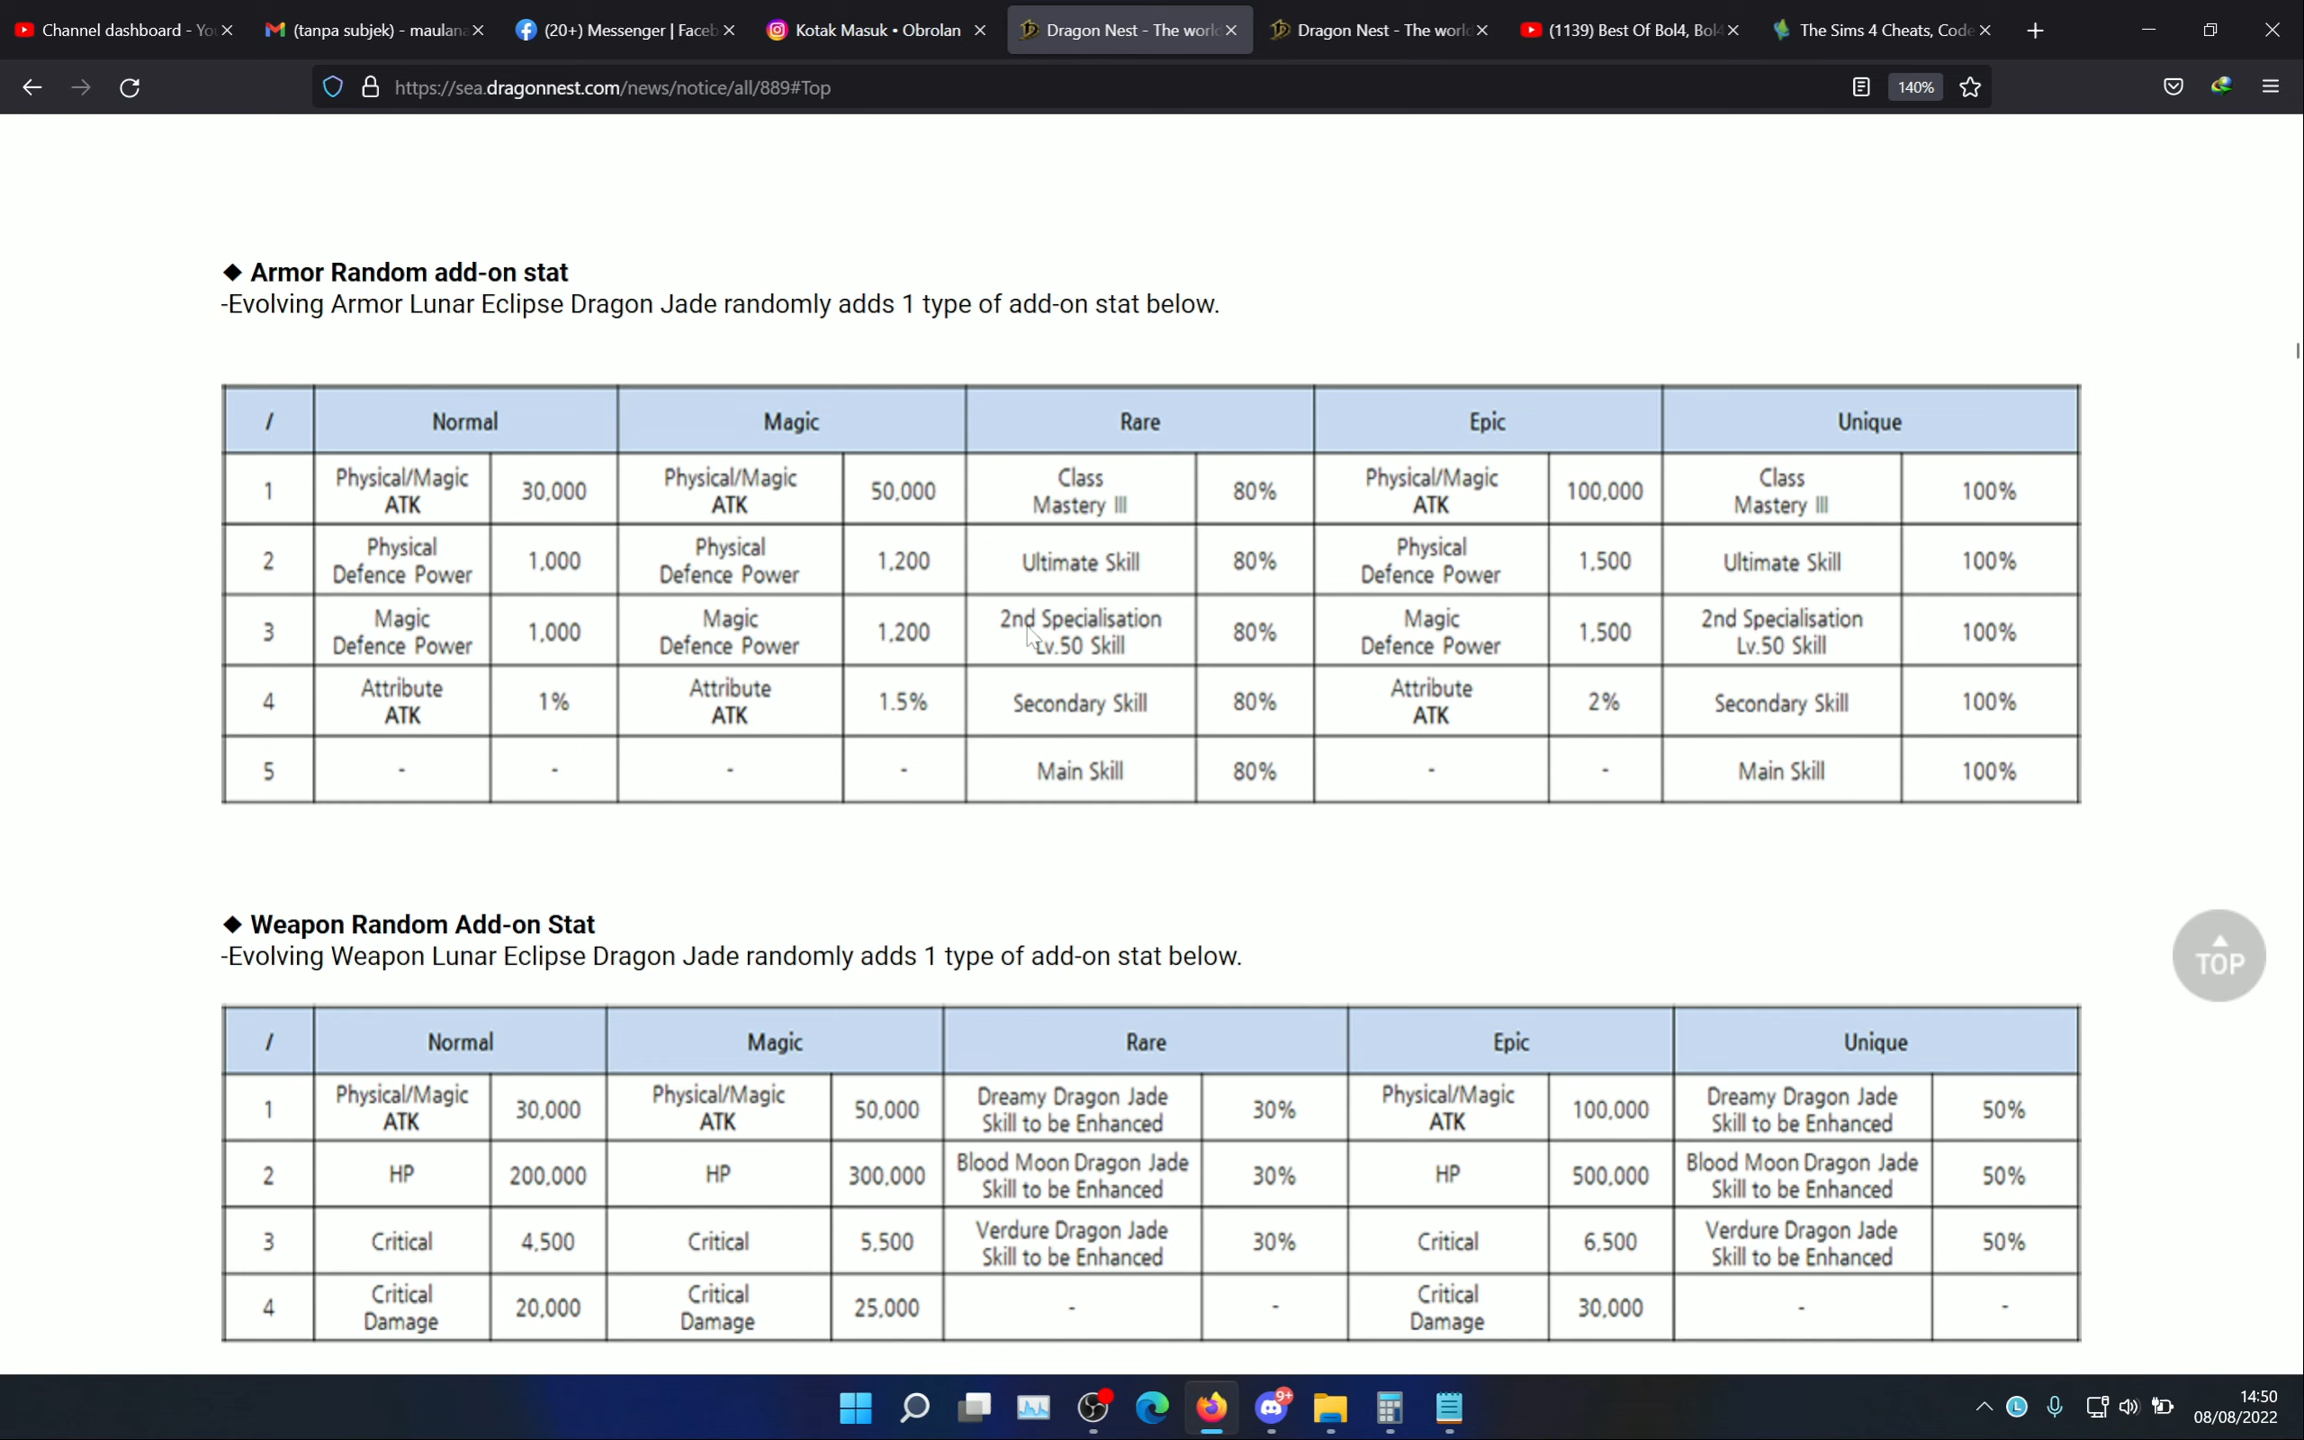 Channel dashboard - Yo
(tanpa subjek) - maulana
(20+) Messenger | Faceb
Kotak Masuk • Obrolan
Dragon Nest - The world
Dragon Nest - The world
(1139) Best Of Bol4, Bol4
The Sims 4 Cheats, Code
https://sea.dragonnest.com/news/notice/all/889#Top
140%
◆ Armor Random add-on stat
-Evolving Armor Lunar Eclipse Dragon Jade randomly adds 1 type of add-on stat below.
/ Normal Magic Rare Epic Unique
1 Physical/Magic ATK 30,000 Physical/Magic ATK 50,000 Class Mastery III 80% Physical/Magic ATK 100,000 Class Mastery III 100%
2 Physical Defence Power 1,000 Physical Defence Power 1,200 Ultimate Skill 80% Physical Defence Power 1,500 Ultimate Skill 100%
3 Magic Defence Power 1,000 Magic Defence Power 1,200 2nd Specialisation Lv.50 Skill 80% Magic Defence Power 1,500 2nd Specialisation Lv.50 Skill 100%
4 Attribute ATK 1% Attribute ATK 1.5% Secondary Skill 80% Attribute ATK 2% Secondary Skill 100%
5 - - - - Main Skill 80% - - Main Skill 100%
◆ Weapon Random Add-on Stat
-Evolving Weapon Lunar Eclipse Dragon Jade randomly adds 1 type of add-on stat below.
TOP
/ Normal Magic Rare Epic Unique
1 Physical/Magic ATK 30,000 Physical/Magic ATK 50,000 Dreamy Dragon Jade Skill to be Enhanced 30% Physical/Magic ATK 100,000 Dreamy Dragon Jade Skill to be Enhanced 50%
2 HP 200,000 HP 300,000 Blood Moon Dragon Jade Skill to be Enhanced 30% HP 500,000 Blood Moon Dragon Jade Skill to be Enhanced 50%
3 Critical 4,500 Critical 5,500 Verdure Dragon Jade Skill to be Enhanced 30% Critical 6,500 Verdure Dragon Jade Skill to be Enhanced 50%
4 Critical Damage 20,000 Critical Damage 25,000 - - Critical Damage 30,000 - -
9+
L
14:50
08/08/2022